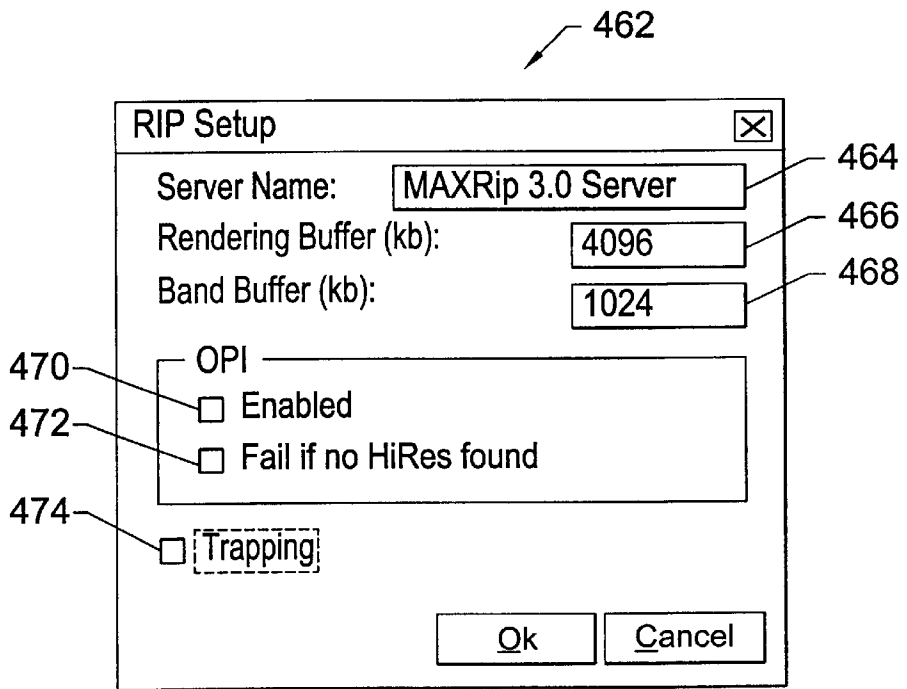 462
RIP Setup
Server Name: MAXRip 3.0 Server 464
Rendering Buffer (kb): 4096 466
Band Buffer (kb): 1024 468
OPI
470 Enabled
472 Fail if no HiRes found
474 Trapping
Ok Cancel